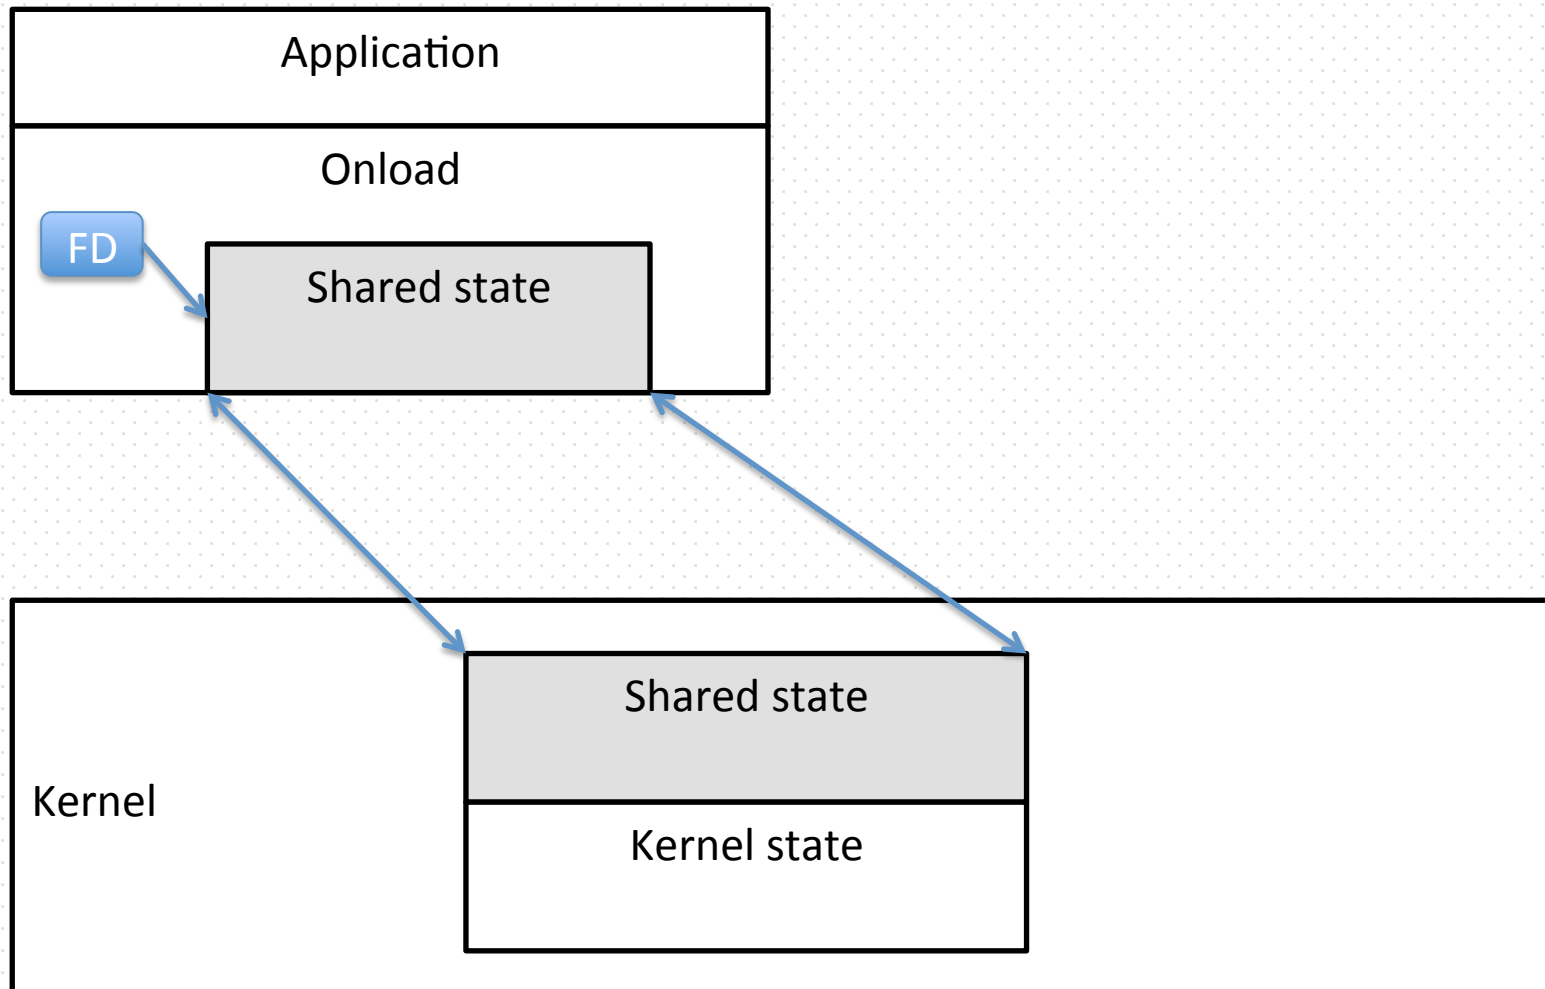 Application
Onload
FD
Shared state
Shared state
Kernel
Kernel state